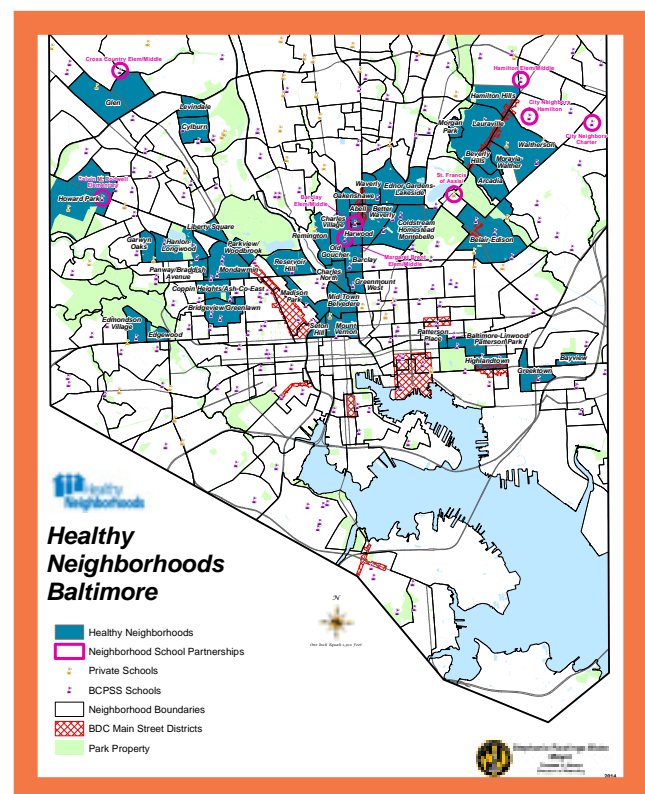 Cross Country Elem/Middle
Hamilton Elem/Middle
Glen
Levindale
Hamilton Hills
City Neighbors
Hamilton
Cylburn
Morgan
Park
Lauraville
City Neighbors
Charter
Waltherson
Beverly
Hills
Moravia-
Walther
St. Francis
of Assisi
Arcadia
Elementary
Howard Park
Waverly
Ednor Gardens-
Lakeside
Oakenshawe
Barclay
Elem/Middle
Abell
Better
Waverly
Charles
Village
Coldstream
Homestead
Montebello
Liberty Square
Remington
Harwood
Belair-Edison
Garwyn
Oaks
Hanlon-
Longwood
Parkview/
Woodbrook
Old
Goucher
Barclay
Margaret Brent
Elem/Middle
Panway/Braddish
Avenue
Mondawmin
Reservoir
Hill
Charles
North
Greenmount
West
Coppin Heights/Ash-Co-East
Madison
Park
Mid-Town
Belvedere
Bridgeview/Greenlawn
Edmondson
Village
Edgewood
Seton
Hill
Mount
Vernon
Patterson
Place
Baltimore-Linwood
Patterson Park
Highlandtown
Bayview
Greektown
Healthy
Neighborhoods
Healthy
Neighborhoods
Baltimore
N
Healthy Neighborhoods
Neighborhood School Partnerships
Private Schools
BCPSS Schools
Neighborhood Boundaries
BDC Main Street Districts
Park Property
2014